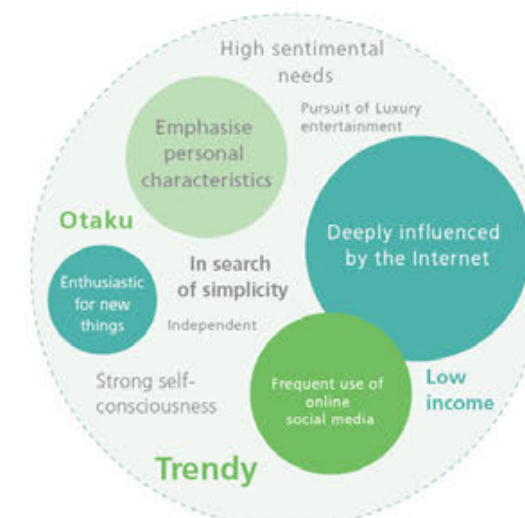 High sentimental
needs
Pursuit of Luxury
entertainment
Emphasise
personal
characteristics
Otaku
Deeply influenced
by the Internet
In search
of simplicity
Enthusiastic
for new
things
Independent
Strong self-
consciousness
Frequent use of
online
social media
Low
income
Trendy